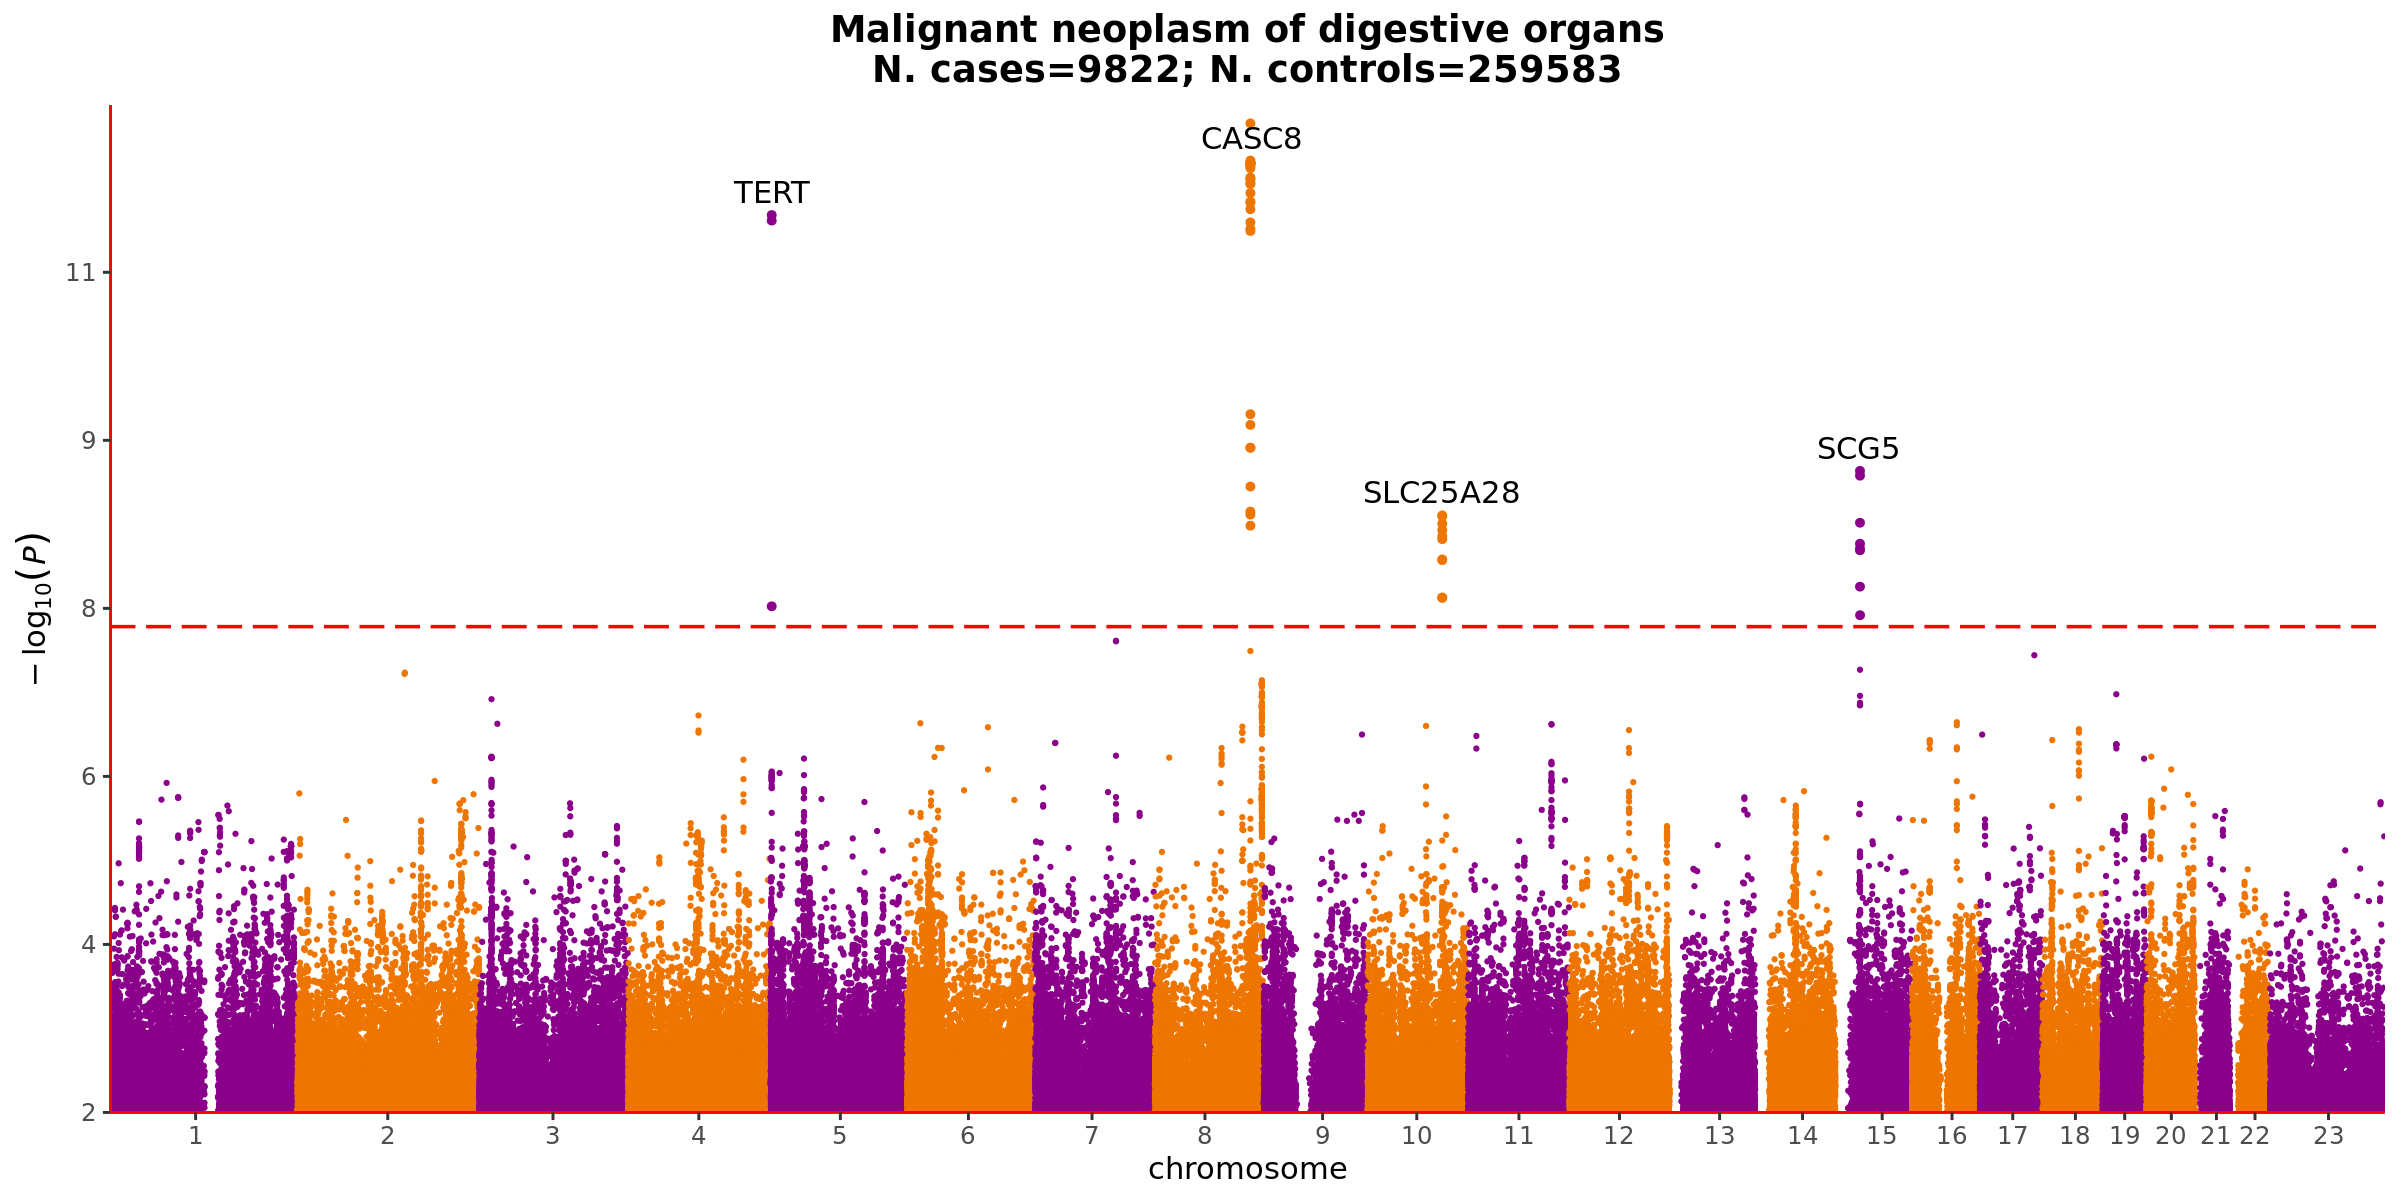 Malignant neoplasm of digestive organs
N. cases=9822; N. controls=259583
CASC8
TERT
SCG5
SLC25A28
− log10(P)
11
9
8
6
4
2
1 2 3 4 5 6 7 8 9 10 11 12 13 14 15 16 17 18 19 20 21 22 23
chromosome